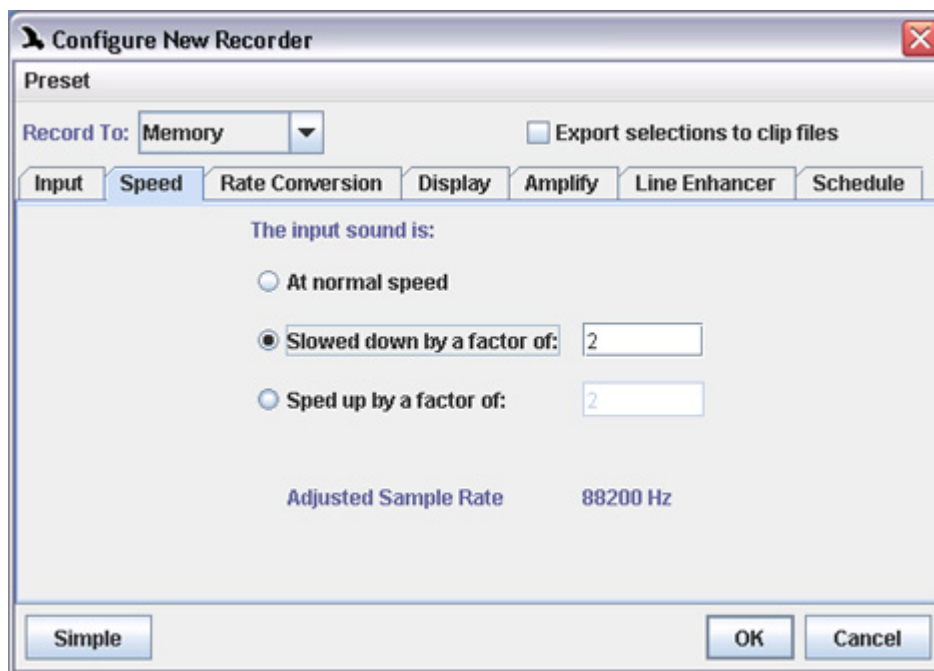 Configure New Recorder
Preset
Record To: Memory Export selections to clip files
Input Speed Rate Conversion Display Amplify Line Enhancer Schedule
The input sound is:
At normal speed
Slowed down by a factor of: 2
Sped up by a factor of: 2
Adjusted Sample Rate 88200 Hz
Simple OK Cancel